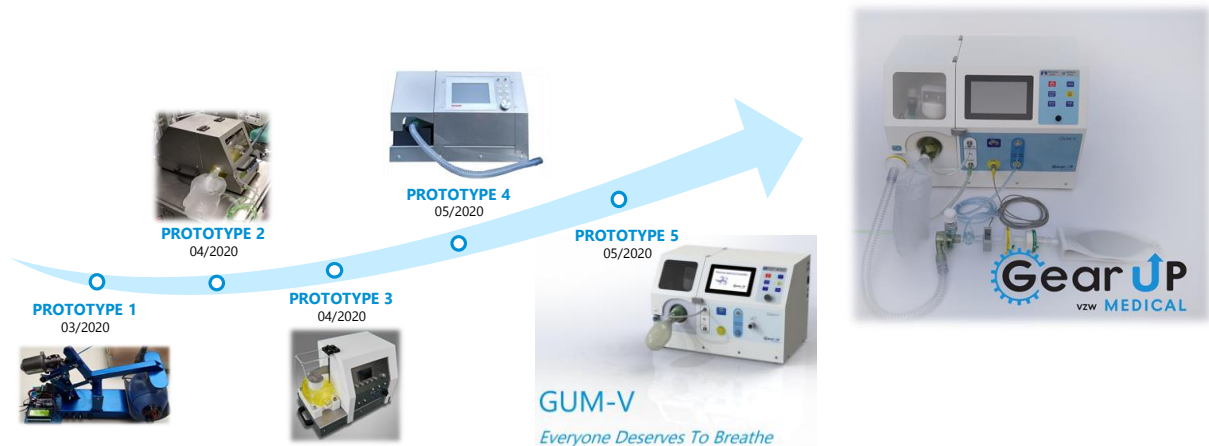 PROTOTYPE 1
03/2020
PROTOTYPE 2
04/2020
PROTOTYPE 3
04/2020
PROTOTYPE 4
05/2020
PROTOTYPE 5
05/2020
GUM-V
Everyone Deserves To Breathe
Gear UP
vzw MEDICAL